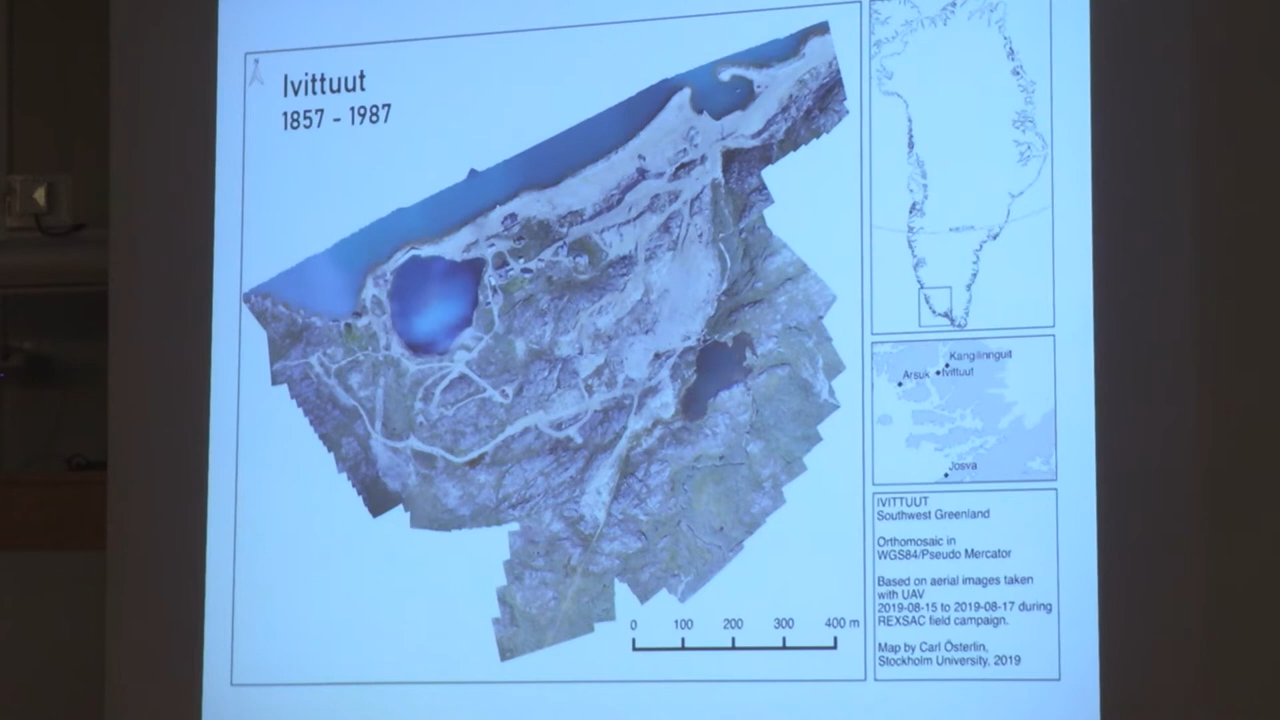 Ivittuut
1857 - 1987
Kangilinnguit
Arsuk
Ivittuut
Josva
0 100 200 300 400 m
IVITTUUT
Southwest Greenland
Orthomosaic in
WGS84/Pseudo Mercator
Based on aerial images taken
with UAV
2019-08-15 to 2019-08-17 during
REXSAC field campaign.
Map by Carl Österlin,
Stockholm University, 2019